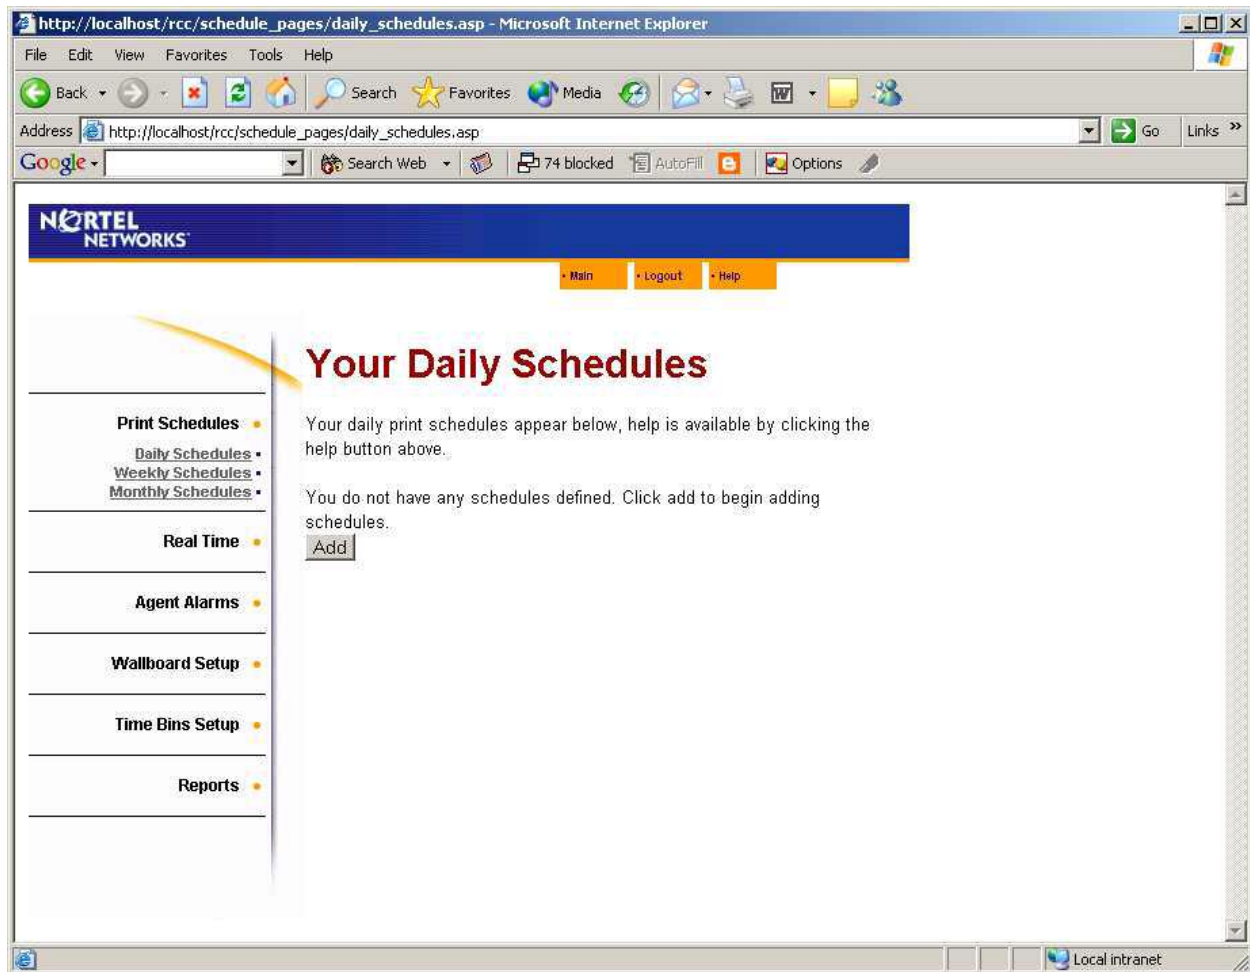 http://localhost/rcc/schedule_pages/daily_schedules.asp - Microsoft Internet Explorer
File Edit View Favorites Tools Help
Back Search Favorites Media
Address http://localhost/rcc/schedule_pages/daily_schedules.asp Go Links »
Google Search Web 74 blocked AutoFill Options
NORTEL
NETWORKS
Main Logout Help
Your Daily Schedules
Print Schedules
Daily Schedules
Weekly Schedules
Monthly Schedules
Real Time
Agent Alarms
Wallboard Setup
Time Bins Setup
Reports
Your daily print schedules appear below, help is available by clicking the
help button above.
You do not have any schedules defined. Click add to begin adding
schedules.
Add
Local intranet